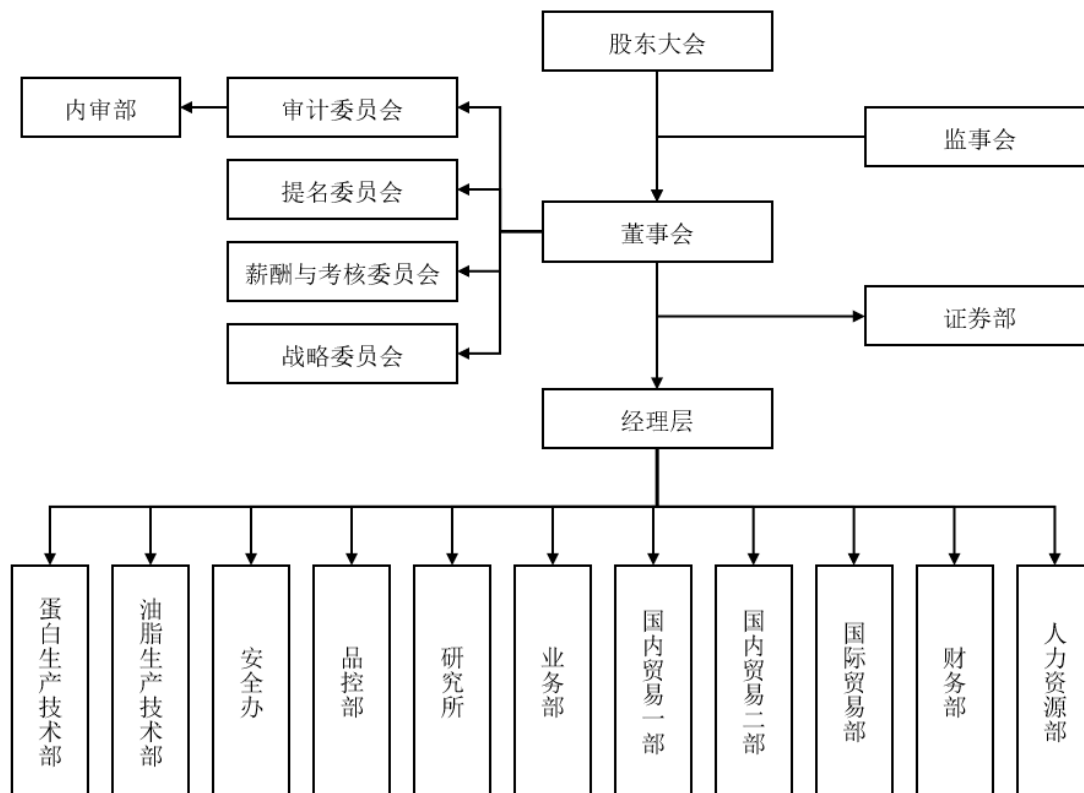 股东大会
内审部
审计委员会
监事会
提名委员会
董事会
薪酬与考核委员会
证券部
战略委员会
经理层
蛋白生产技术部
油脂生产技术部
安全办
品控部
研究所
业务部
国内贸易一部
国内贸易二部
国际贸易部
财务部
人力资源部